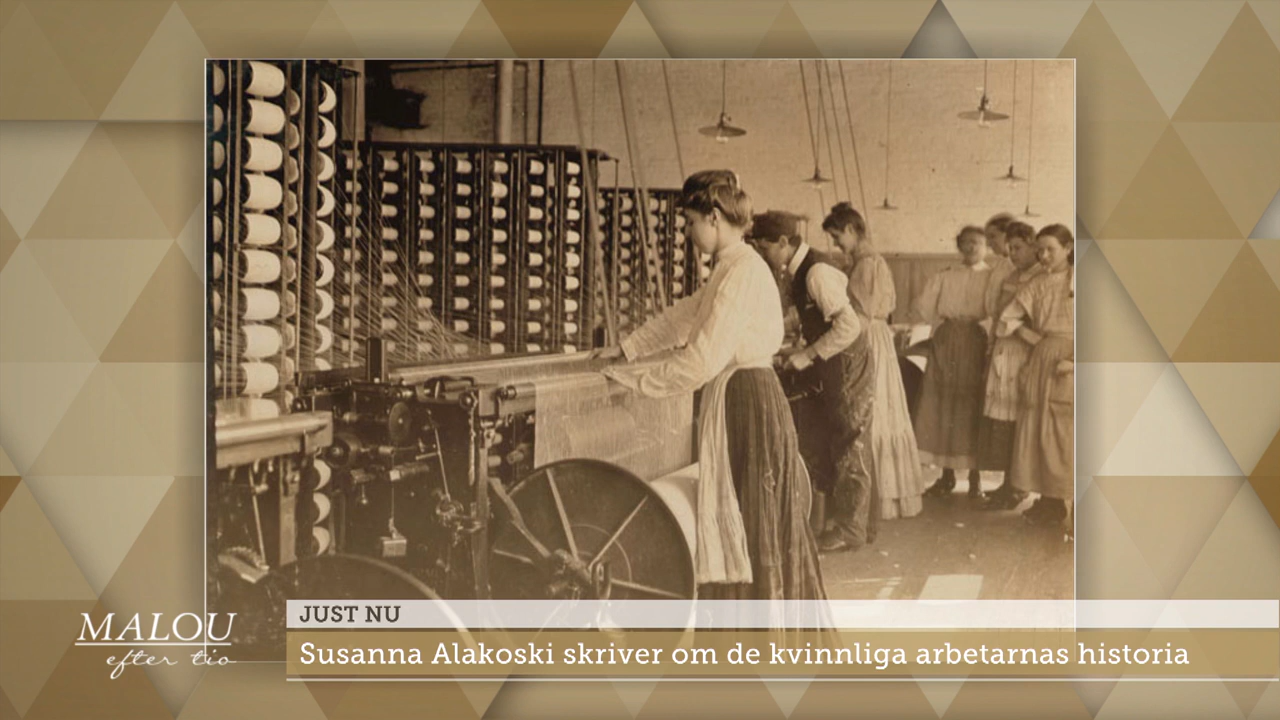 JUST NU
MALOU
efter tio
Susanna Alakoski skriver om de kvinnliga arbetarnas historia